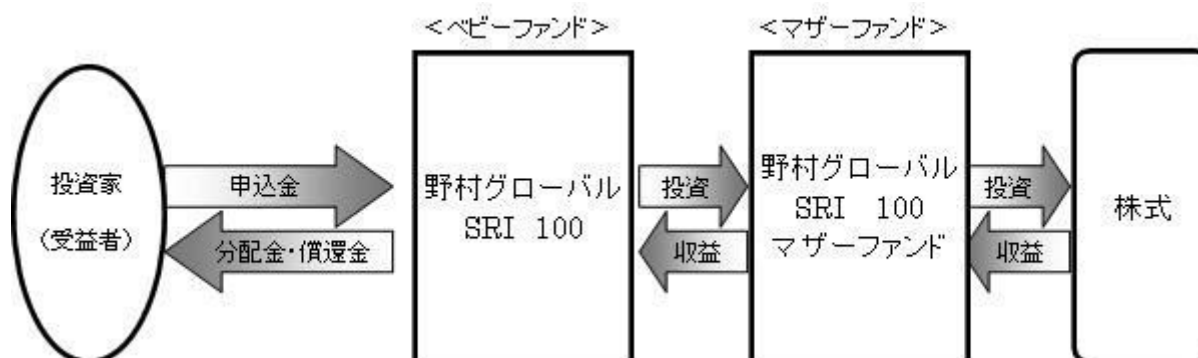 ＜ベビーファンド＞
＜マザーファンド＞
投資家
（受益者）
申込金
分配金・償還金
野村グローバル
SRI 100
投資
収益
野村グローバル
SRI 100
マザーファンド
投資
収益
株式